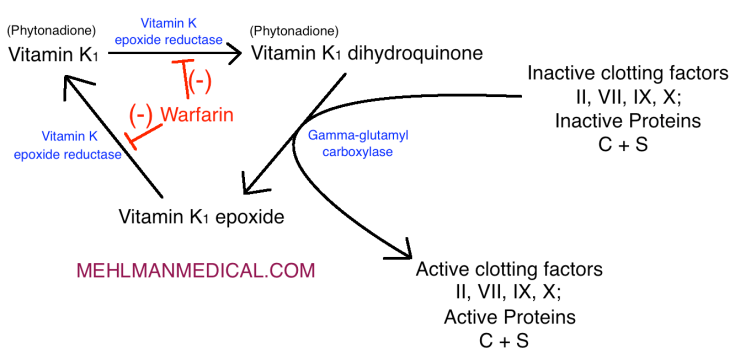 (Phytonadione)
Vitamin K1
Vitamin K
epoxide reductase
(Phytonadione)
Vitamin K1 dihydroquinone
(-)
(-)
Warfarin
Vitamin K
epoxide reductase
Gamma-glutamyl
carboxylase
Inactive clotting factors
II, VII, IX, X;
Inactive Proteins
C + S
Vitamin K1 epoxide
MEHLMANMEDICAL.COM
Active clotting factors
II, VII, IX, X;
Active Proteins
C + S